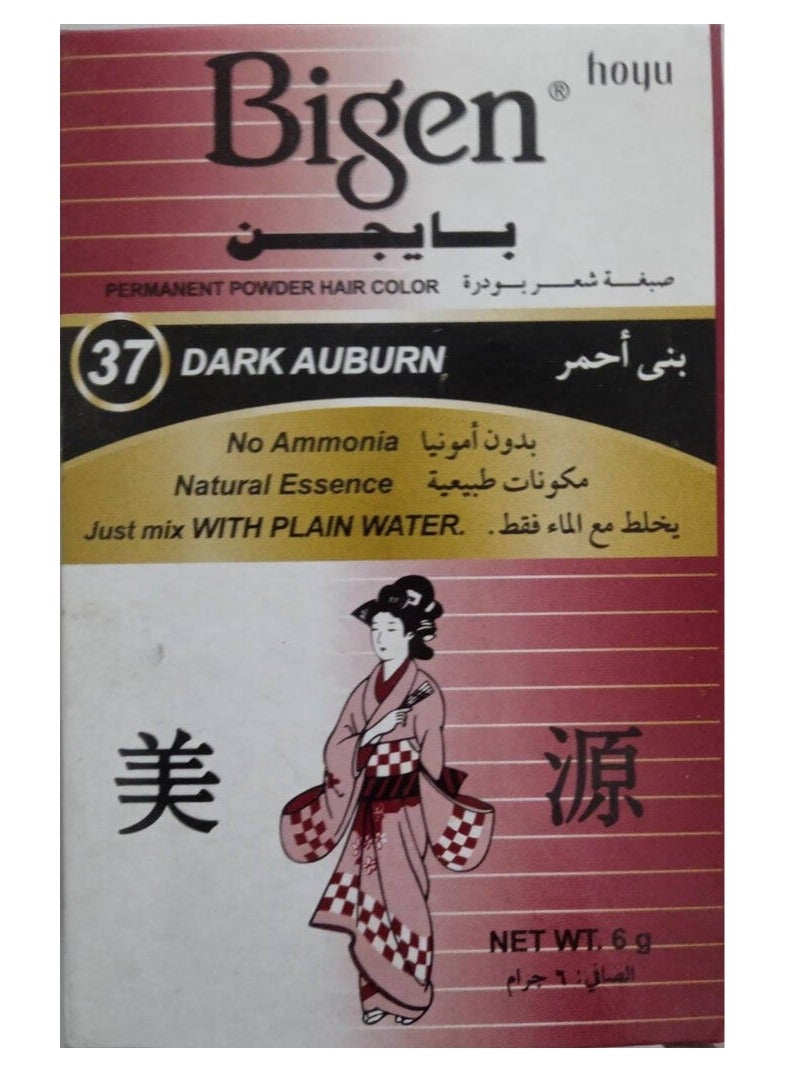 Bigen® hoyu
بايجن
PERMANENT POWDER HAIR COLOR صبغة شعر بودرة
37 DARK AUBURN بنى أحمر
No Ammonia بدون أمونيا
Natural Essence مكونات طبيعية
Just mix WITH PLAIN WATER. يخلط مع الماء فقط.
美 源
NET WT. 6 g
الصافي: ٦ جرام